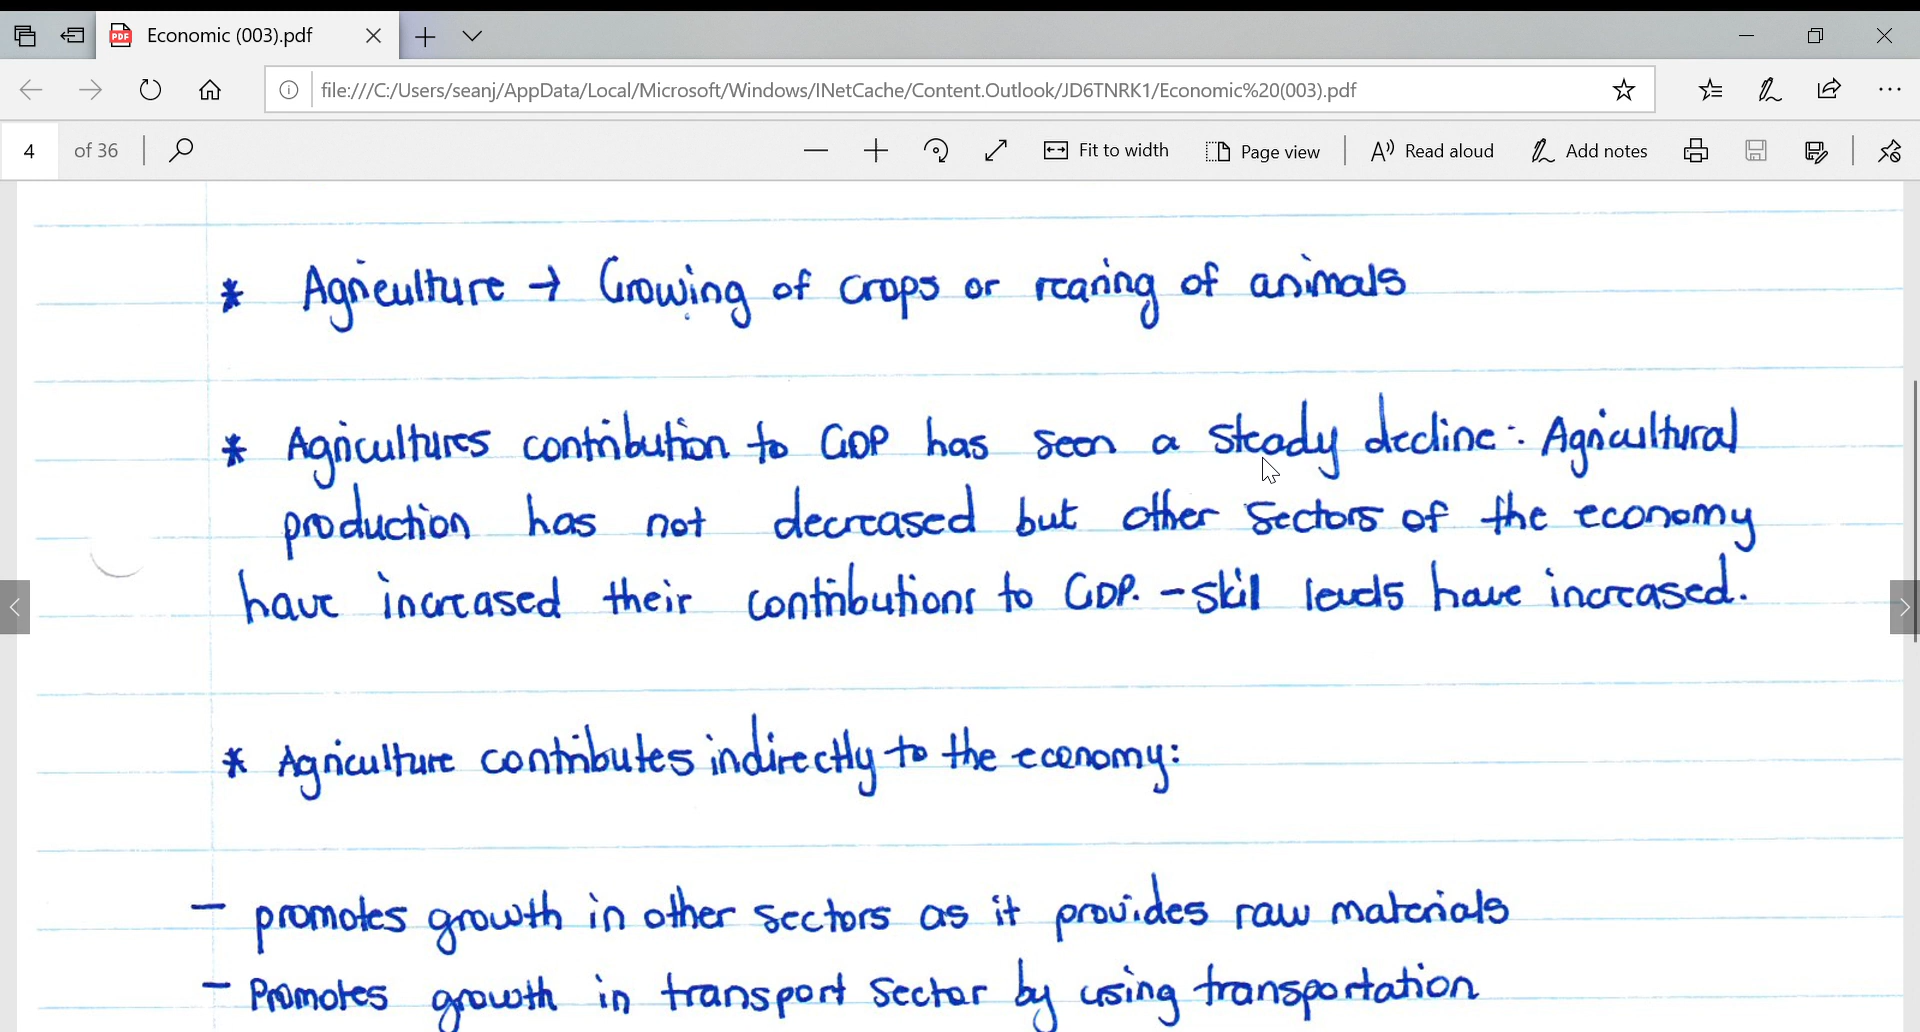 Economic (003).pdf
file:///C:/Users/seanj/AppData/Local/Microsoft/Windows/INetCache/Content.Outlook/JD6TNRK1/Economic%20(003).pdf
4 of 36 Fit to width Page view Read aloud Add notes
* Agriculture → Growing of crops or rearing of animals
* Agricultures contribution to GDP has seen a steady decline ∵ Agricultural
production has not decreased but other sectors of the economy
have increased their contributions to GDP. - skil levels have increased.
* Agriculture contributes indirectly to the economy:
- promotes growth in other sectors as it provides raw materials
- Promotes growth in transport sector by using transportation